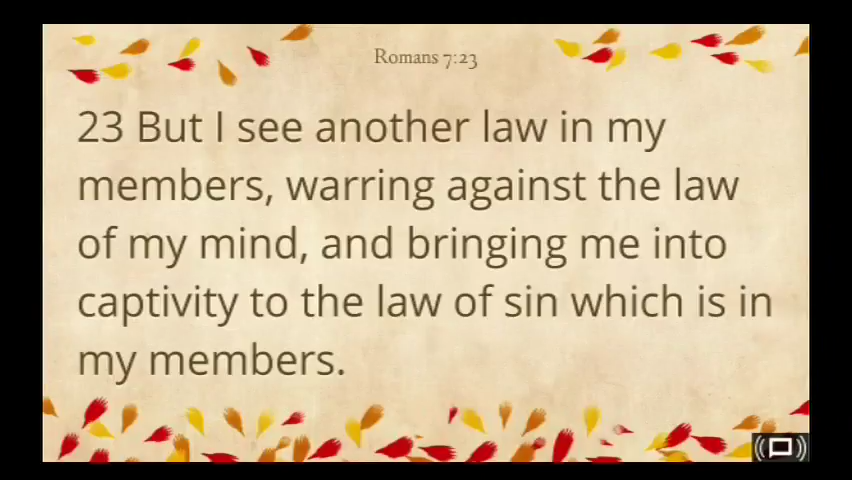 Romans 7:23
23 But I see another law in my
members, warring against the law
of my mind, and bringing me into
captivity to the law of sin which is in
my members.